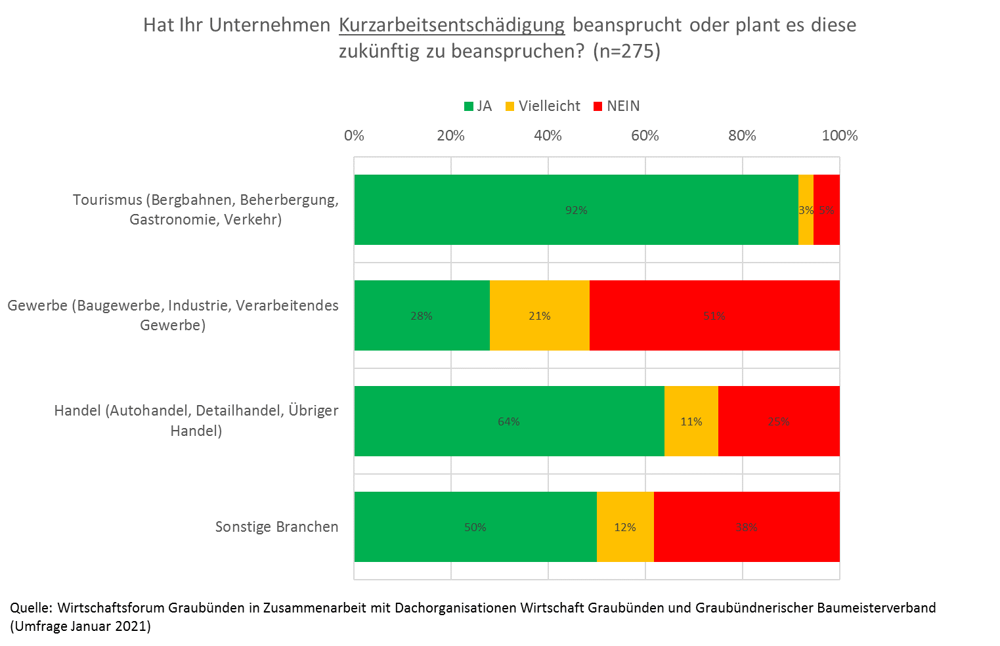 Hat Ihr Unternehmen Kurzarbeitsentschädigung beansprucht oder plant es diese
zukünftig zu beanspruchen? (n=275)
JA Vielleicht NEIN
0% 20% 40% 60% 80% 100%
Tourismus (Bergbahnen, Beherbergung,
Gastronomie, Verkehr)
92% 3% 5%
Gewerbe (Baugewerbe, Industrie, Verarbeitendes
Gewerbe)
28% 21% 51%
Handel (Autohandel, Detailhandel, Übriger
Handel)
64% 11% 25%
Sonstige Branchen
50% 12% 38%
Quelle: Wirtschaftsforum Graubünden in Zusammenarbeit mit Dachorganisationen Wirtschaft Graubünden und Graubündnerischer Baumeisterverband
(Umfrage Januar 2021)